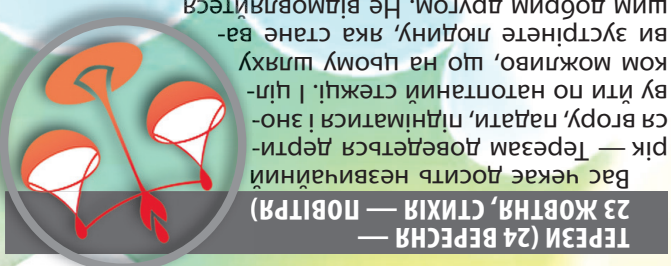 ТЕРЕЗИ (24 ВЕРЕСНЯ —
23 ЖОВТНЯ, СТИХІЯ — ПОВІТРЯ)
Вас чекає досить незвичайний
рік — Терезам доведеться дерти-
ся вгору, падати, підніматися і зно-
ву йти по натоптаній стежці. І ціл-
ком можливо, що на цьому шляху
ви зустрінете людину, яка стане ва-
шим добрим другом. Не відмовляйтеся